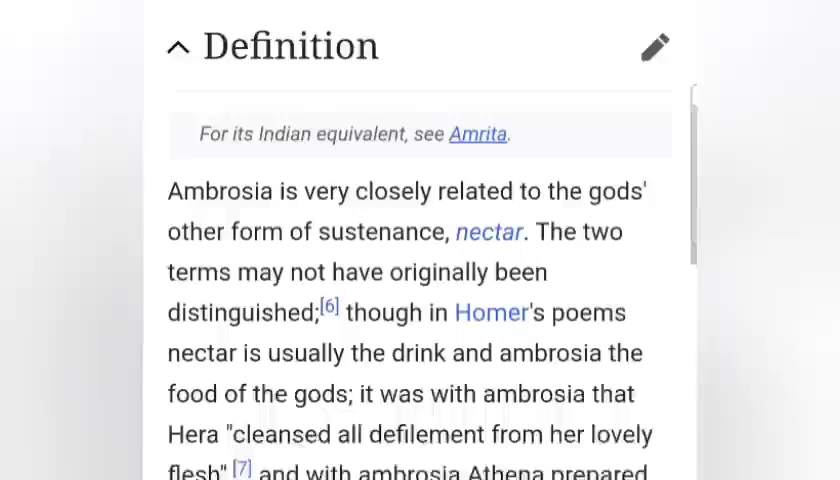 Definition
For its Indian equivalent, see Amrita.
Ambrosia is very closely related to the gods'
other form of sustenance, nectar. The two
terms may not have originally been
distinguished;[6] though in Homer's poems
nectar is usually the drink and ambrosia the
food of the gods; it was with ambrosia that
Hera "cleansed all defilement from her lovely
flesh",[7] and with ambrosia Athena prepared